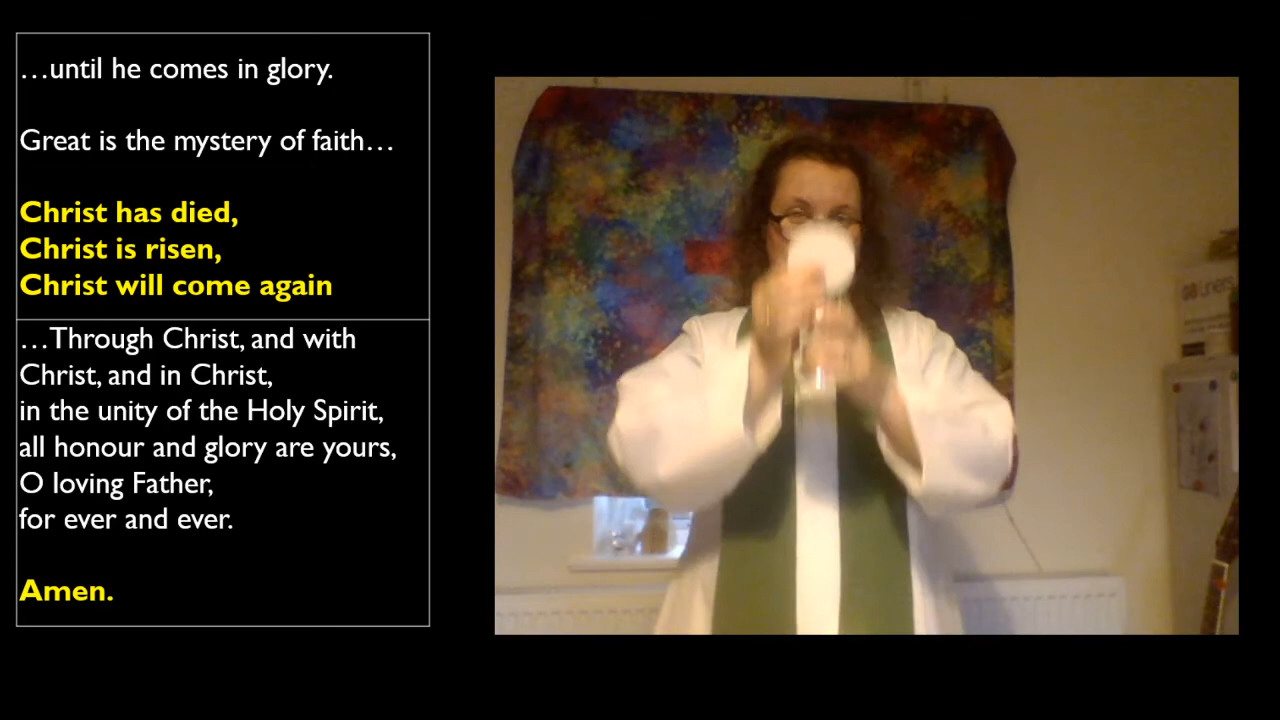 …until he comes in glory.
Great is the mystery of faith…
Christ has died,
Christ is risen,
Christ will come again
…Through Christ, and with
Christ, and in Christ,
in the unity of the Holy Spirit,
all honour and glory are yours,
O loving Father,
for ever and ever.
Amen.